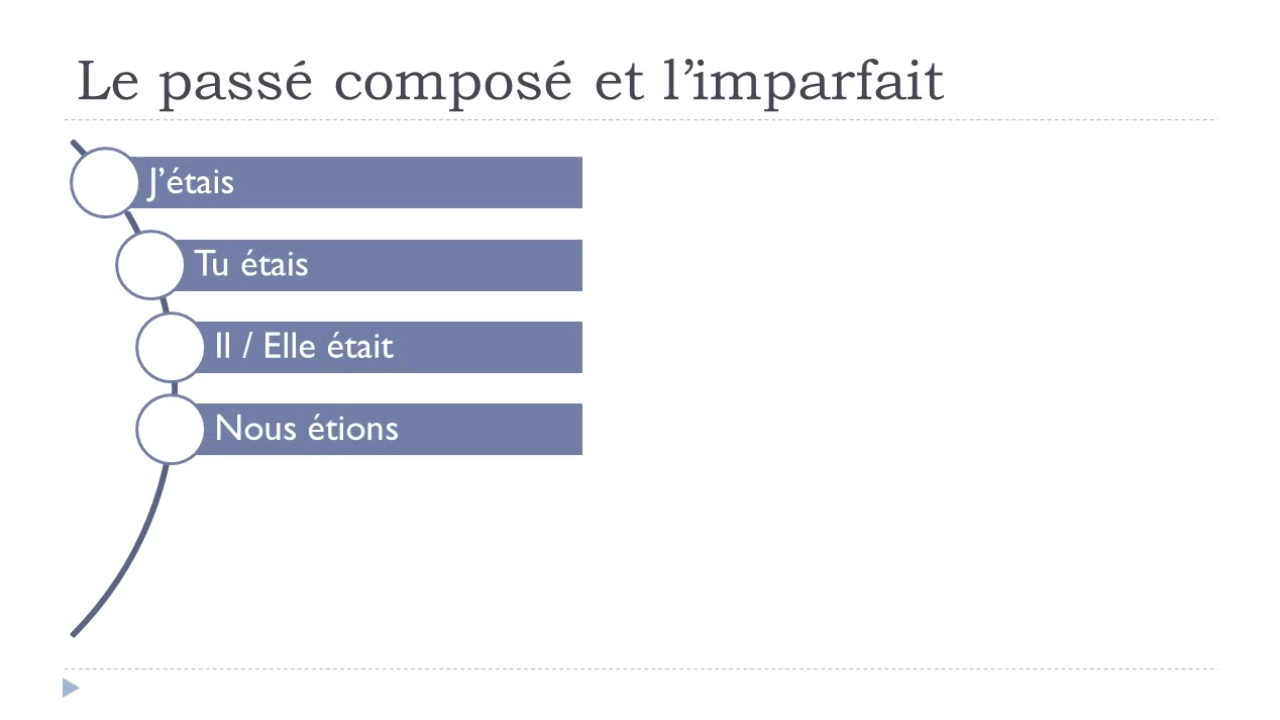 Le passé composé et l’imparfait
J’étais
Tu étais
Il / Elle était
Nous étions